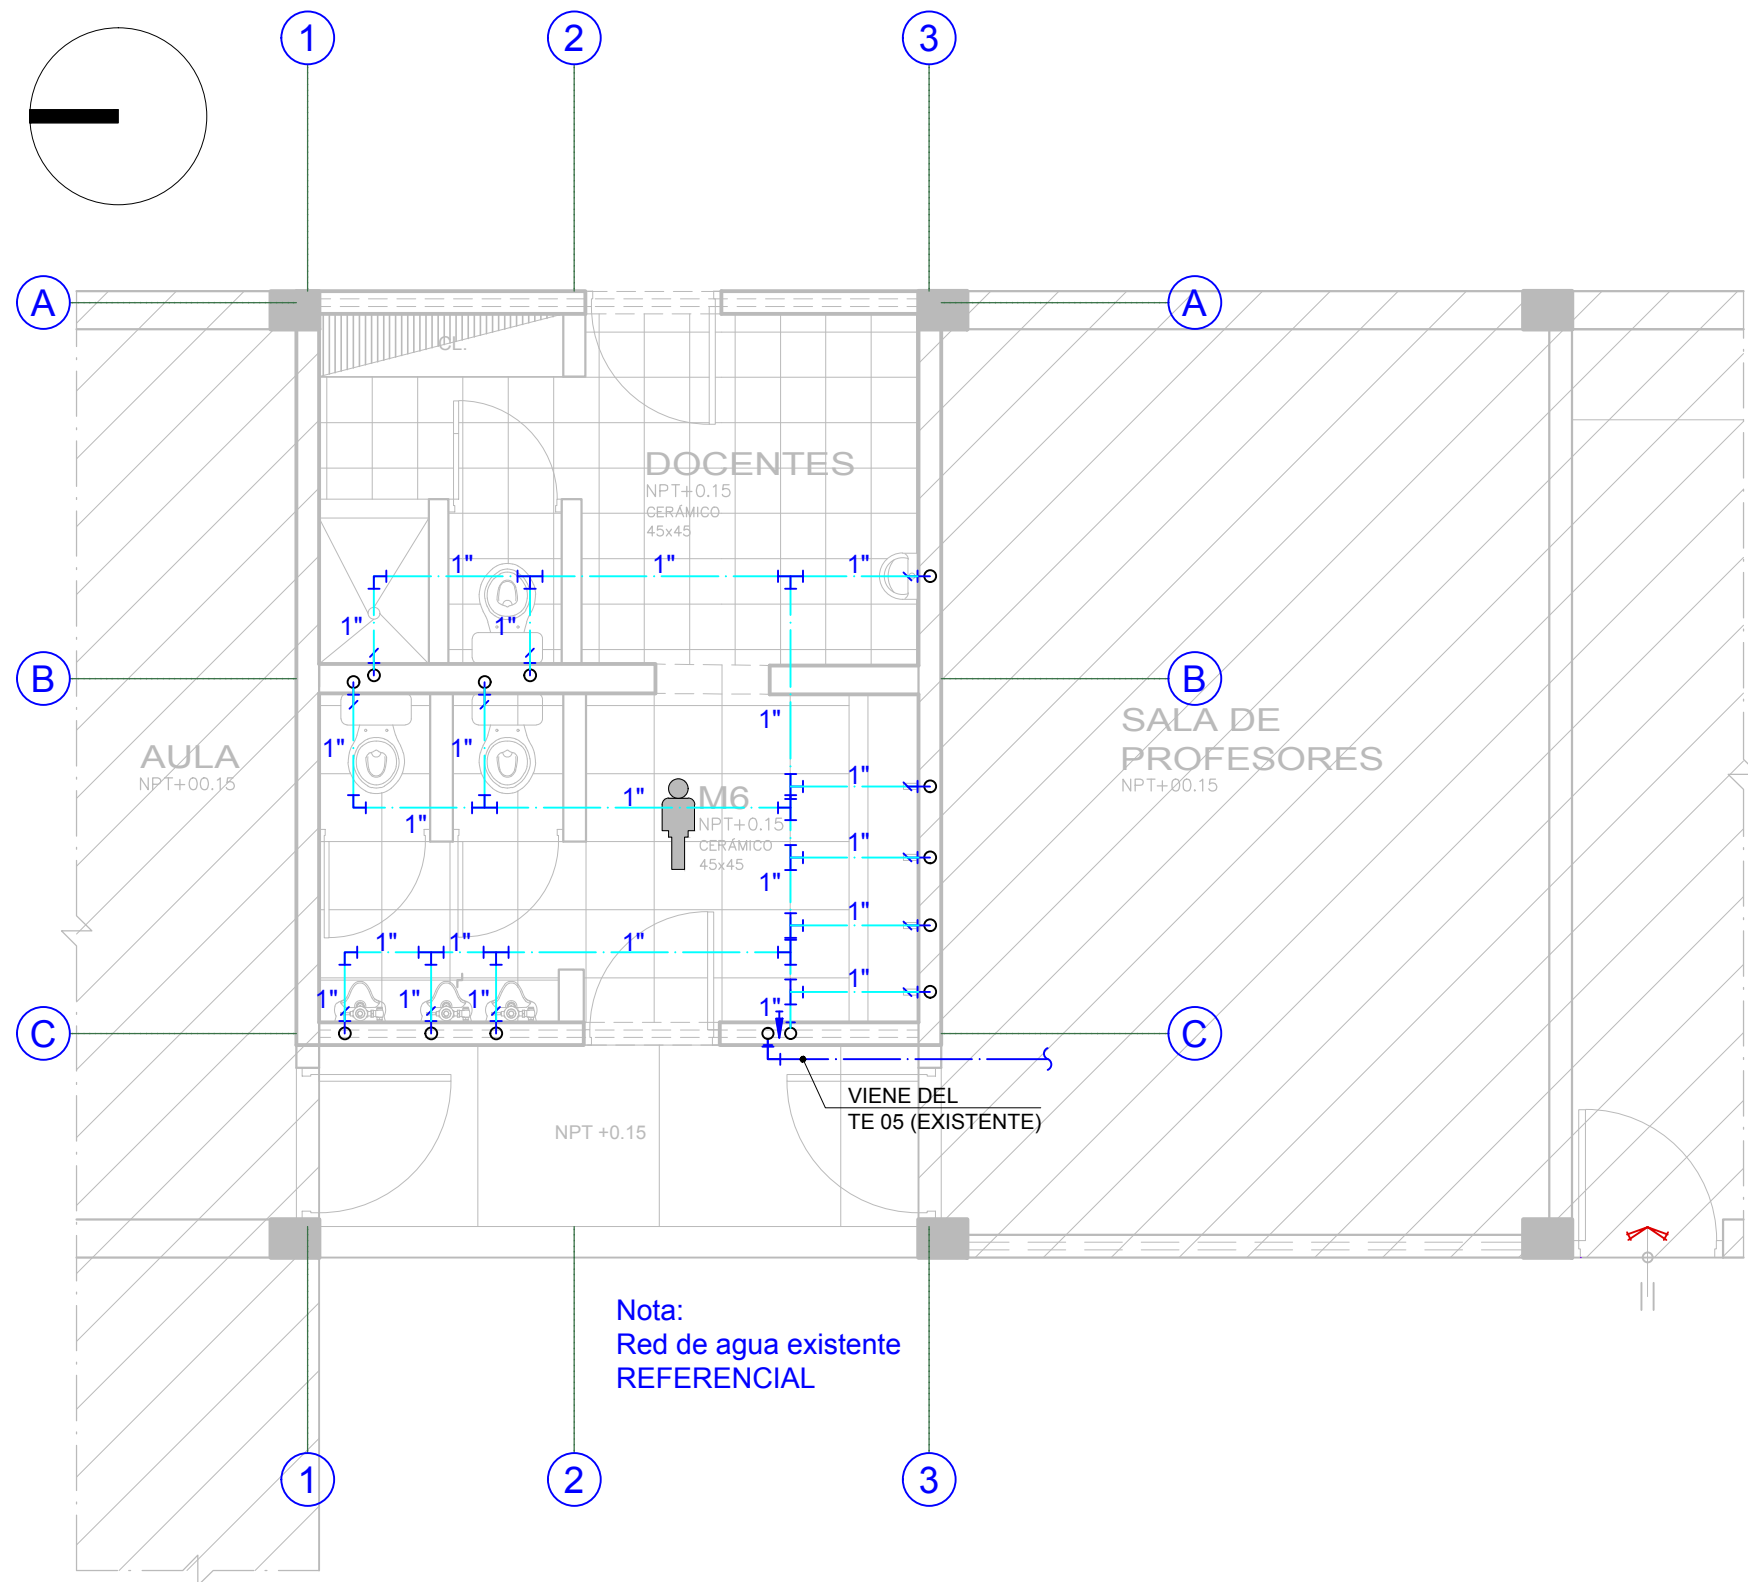 1
2
3
A
A
CL.
DOCENTES
NPT+0.15
CERÁMICO
45x45
1"
1"
1"
1"
1"
B
B
1"
SALA DE
PROFESORES
NPT+00.15
AULA
NPT+00.15
1"
1"
1"
1"
1"
M6
NPT+0.15
CERÁMICO
45x45
1"
1"
1"
1"
1"
1"
1"
1"
1"
1"
1"
C
C
VIENE DEL
TE 05 (EXISTENTE)
NPT +0.15
Nota:
Red de agua existente
REFERENCIAL
1
2
3